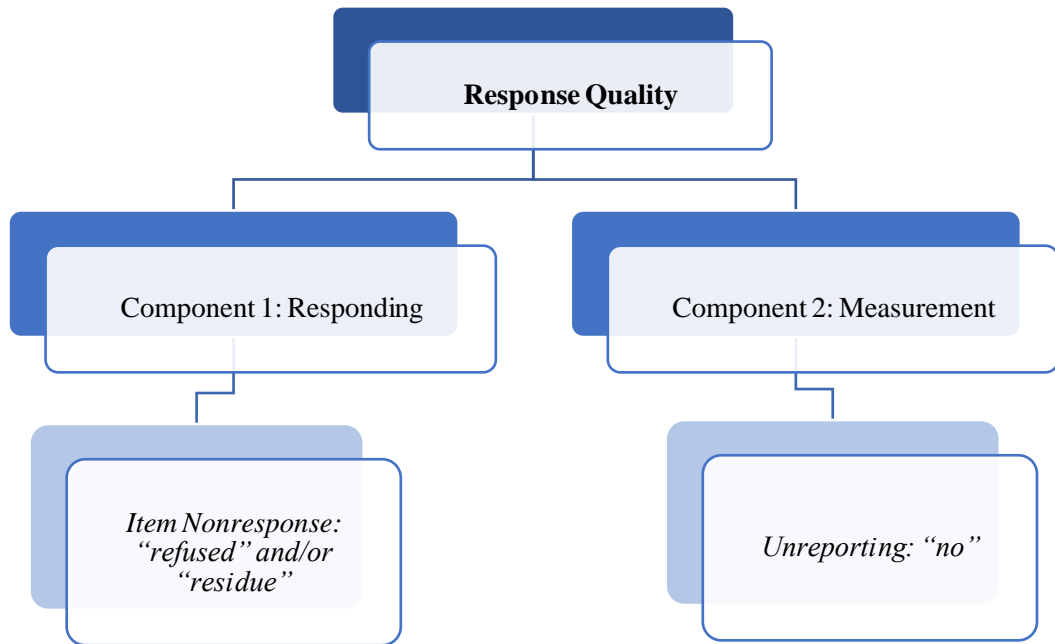 Response Quality
Component 1: Responding
Component 2: Measurement
Item Nonresponse:
“refused” and/or
“residue”
Unreporting: “no”